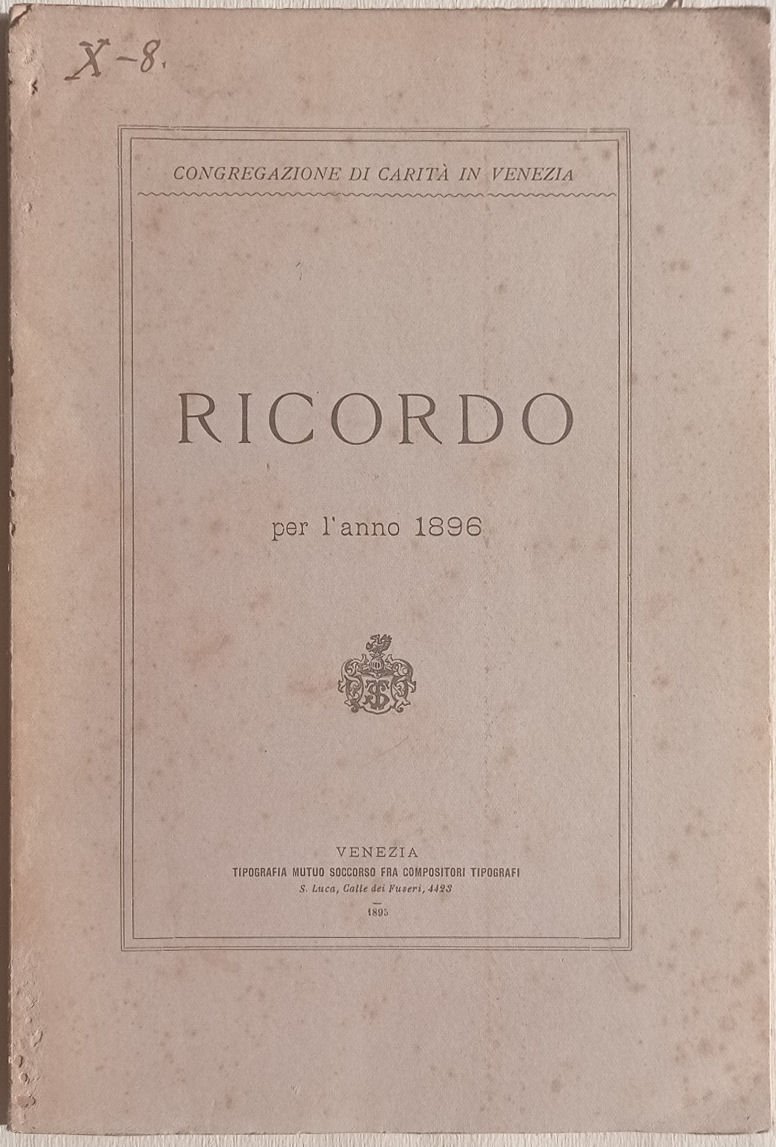 X-8.
CONGREGAZIONE DI CARITÀ IN VENEZIA
RICORDO
per l'anno 1896
VENEZIA
TIPOGRAFIA MUTUO SOCCORSO FRA COMPOSITORI TIPOGRAFI
S. Luca, Calle dei Fuseri, 4423
1895